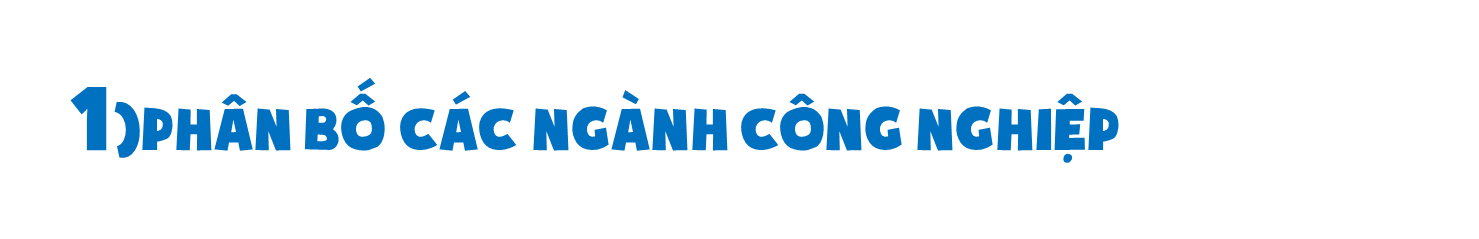 1)PHÂN BỐ CÁC NGÀNH CÔNG NGHIỆP